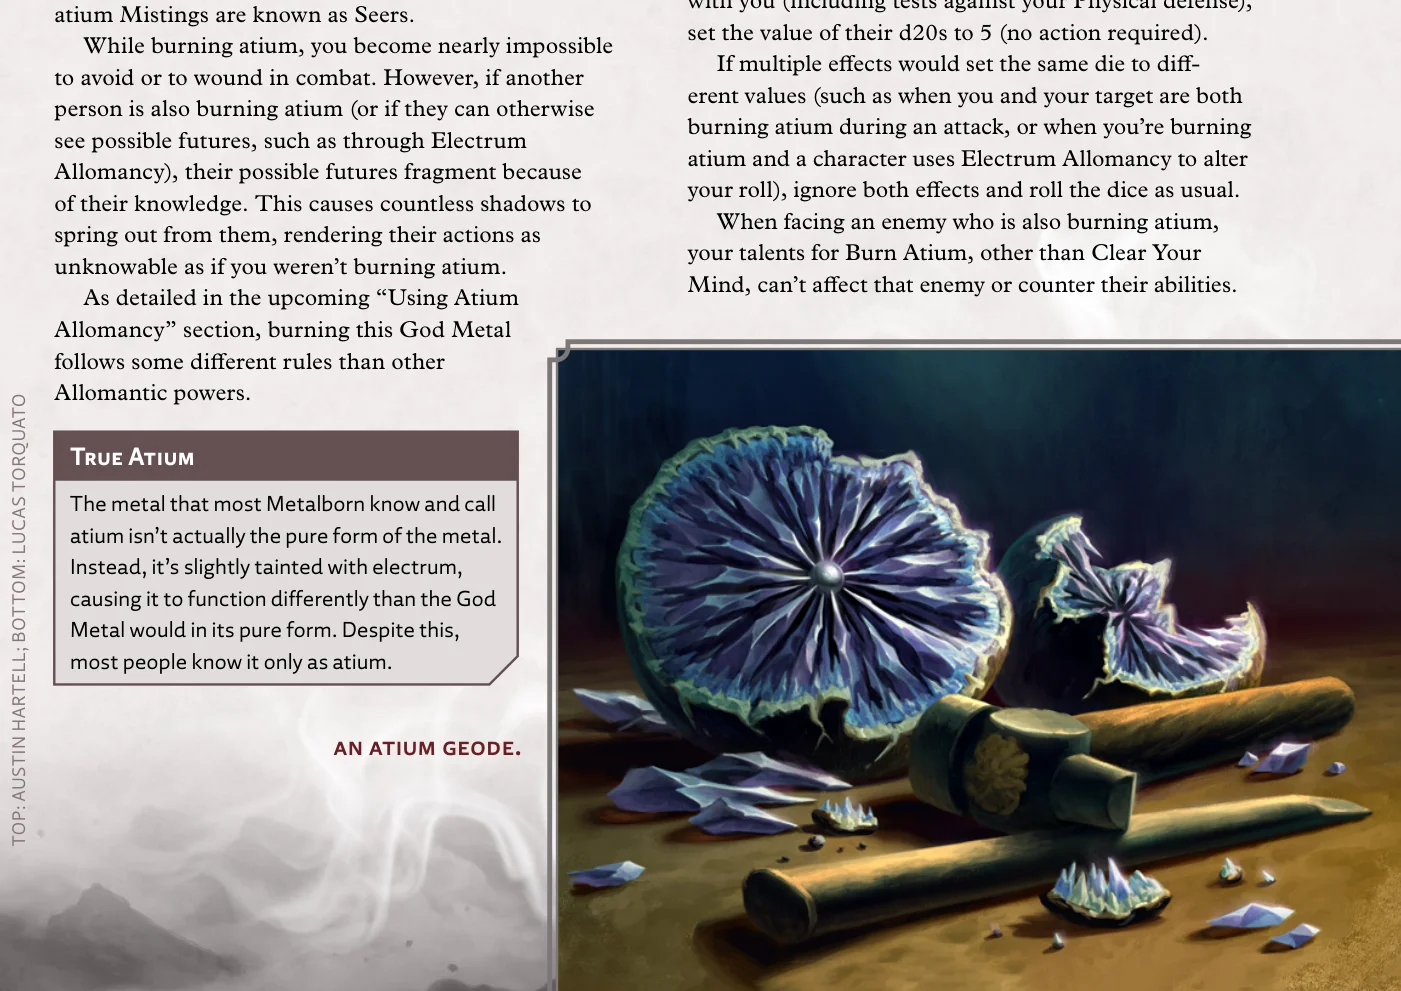 atium Mistings are known as Seers.
While burning atium, you become nearly impossible
to avoid or to wound in combat. However, if another
person is also burning atium (or if they can otherwise
see possible futures, such as through Electrum
Allomancy), their possible futures fragment because
of their knowledge. This causes countless shadows to
spring out from them, rendering their actions as
unknowable as if you weren’t burning atium.
As detailed in the upcoming “Using Atium
Allomancy” section, burning this God Metal
follows some different rules than other
Allomantic powers.
True Atium
The metal that most Metalborn know and call
atium isn’t actually the pure form of the metal.
Instead, it’s slightly tainted with electrum,
causing it to function differently than the God
Metal would in its pure form. Despite this,
most people know it only as atium.
AN ATIUM GEODE.
TOP: AUSTIN HARTELL; BOTTOM: LUCAS TORQUATO
with you (including tests against your Physical defense),
set the value of their d20s to 5 (no action required).
If multiple effects would set the same die to diff-
erent values (such as when you and your target are both
burning atium during an attack, or when you’re burning
atium and a character uses Electrum Allomancy to alter
your roll), ignore both effects and roll the dice as usual.
When facing an enemy who is also burning atium,
your talents for Burn Atium, other than Clear Your
Mind, can’t affect that enemy or counter their abilities.